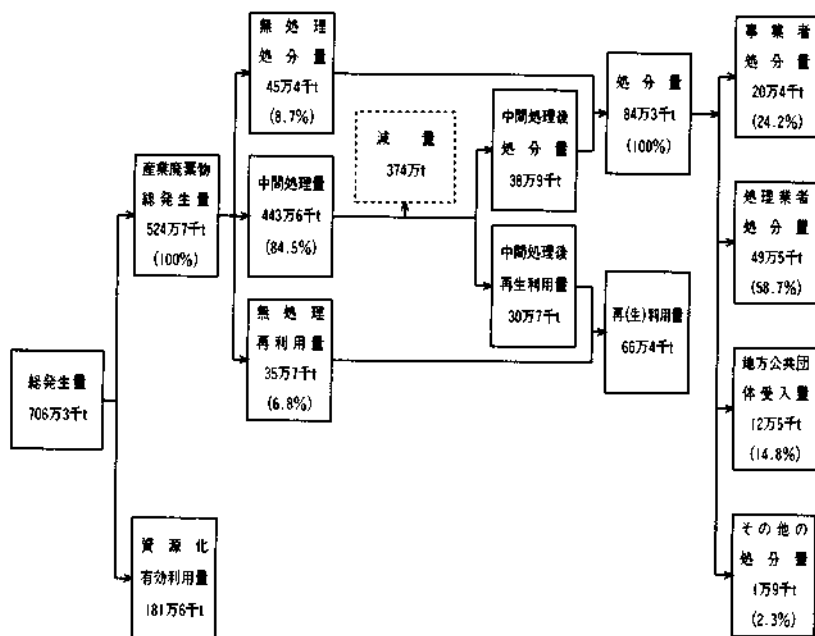 総発生量
706万3千t
産業廃棄物
総発生量
524万7千t
(100%)
資源化
有効利用量
181万6千t
無処理
処分量
45万4千t
(8.7%)
中間処理量
443万6千t
(84.5%)
無処理
再利用量
35万7千t
(6.8%)
減量
374万t
中間処理後
処分量
38万9千t
中間処理後
再生利用量
30万7千t
処分量
84万3千t
(100%)
再(生)利用量
66万4千t
事業者
処分量
20万4千t
(24.2%)
処理業者
処分量
49万5千t
(58.7%)
地方公共団
体受入量
12万5千t
(14.8%)
その他の
処分量
1万9千t
(2.3%)